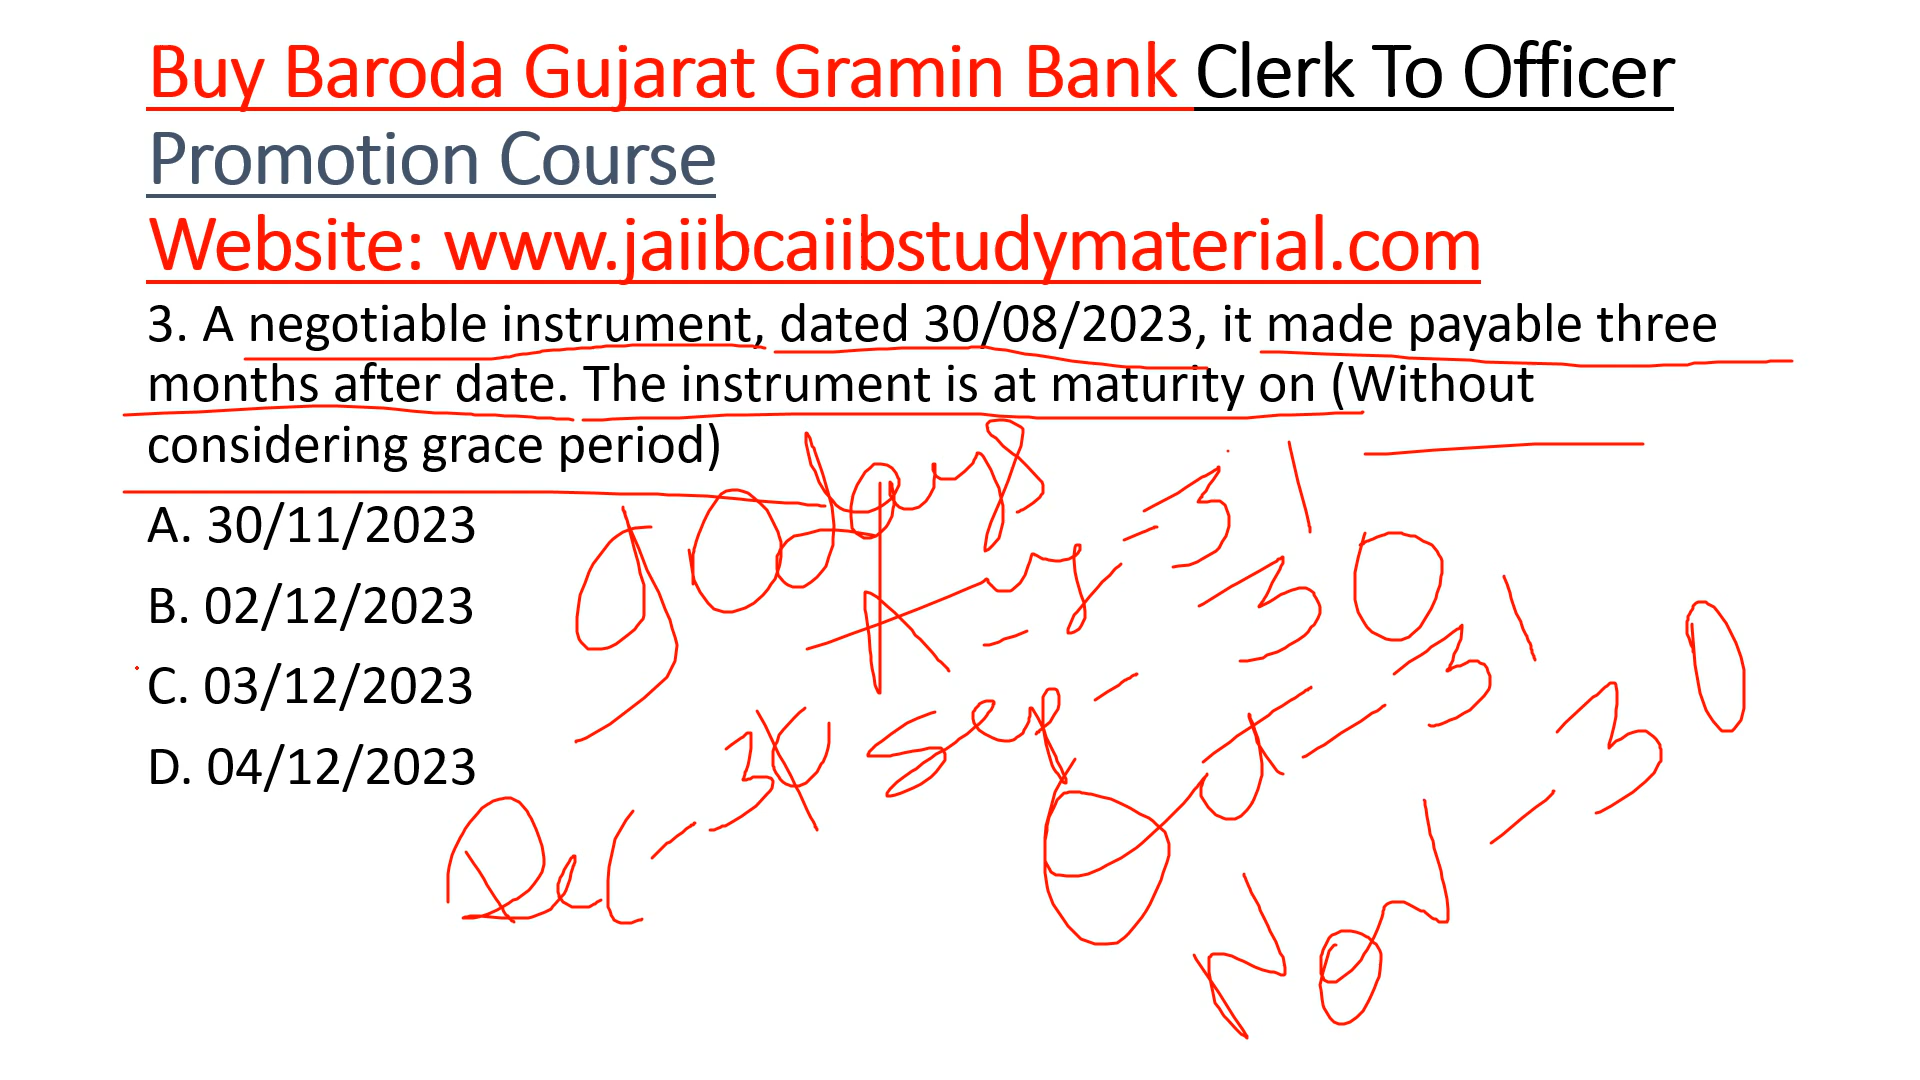 Buy Baroda Gujarat Gramin Bank Clerk To Officer
Promotion Course
Website: www.jaiibcaiibstudymaterial.com
3. A negotiable instrument, dated 30/08/2023, it made payable three
months after date. The instrument is at maturity on (Without
considering grace period)
A. 30/11/2023
B. 02/12/2023
C. 03/12/2023
D. 04/12/2023
90 days
- 31
Sep - 30
Oct - 31
Nov - 30
Dec - 30